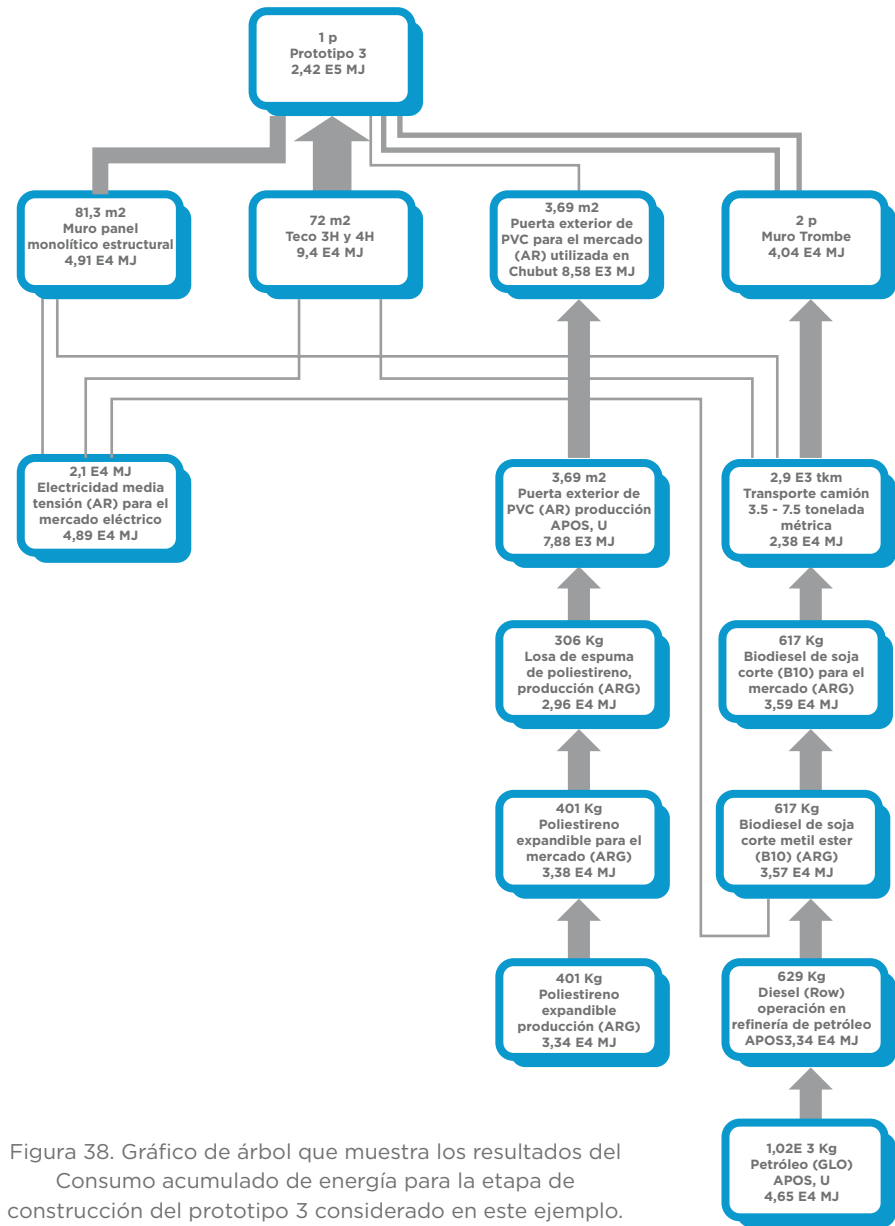 1 p
Prototipo 3
2,42 E5 MJ
81,3 m2
Muro panel
monolítico estructural
4,91 E4 MJ
72 m2
Teco 3H y 4H
9,4 E4 MJ
3,69 m2
Puerta exterior de
PVC para el mercado
(AR) utilizada en
Chubut 8,58 E3 MJ
2 p
Muro Trombe
4,04 E4 MJ
2,1 E4 MJ
Electricidad media
tensión (AR) para el
mercado eléctrico
4,89 E4 MJ
3,69 m2
Puerta exterior de
PVC (AR) producción
APOS, U
7,88 E3 MJ
2,9 E3 tkm
Transporte camión
3.5 - 7.5 tonelada
métrica
2,38 E4 MJ
306 Kg
Losa de espuma
de poliestireno,
producción (ARG)
2,96 E4 MJ
617 Kg
Biodiesel de soja
corte (B10) para el
mercado (ARG)
3,59 E4 MJ
401 Kg
Poliestireno
expandible para el
mercado (ARG)
3,38 E4 MJ
617 Kg
Biodiesel de soja
corte metil ester
(B10) (ARG)
3,57 E4 MJ
401 Kg
Poliestireno
expandible
producción (ARG)
3,34 E4 MJ
629 Kg
Diesel (Row)
operación en
refinería de petróleo
APOS3,34 E4 MJ
1,02E 3 Kg
Petróleo (GLO)
APOS, U
4,65 E4 MJ
Figura 38. Gráfico de árbol que muestra los resultados del
Consumo acumulado de energía para la etapa de
construcción del prototipo 3 considerado en este ejemplo.